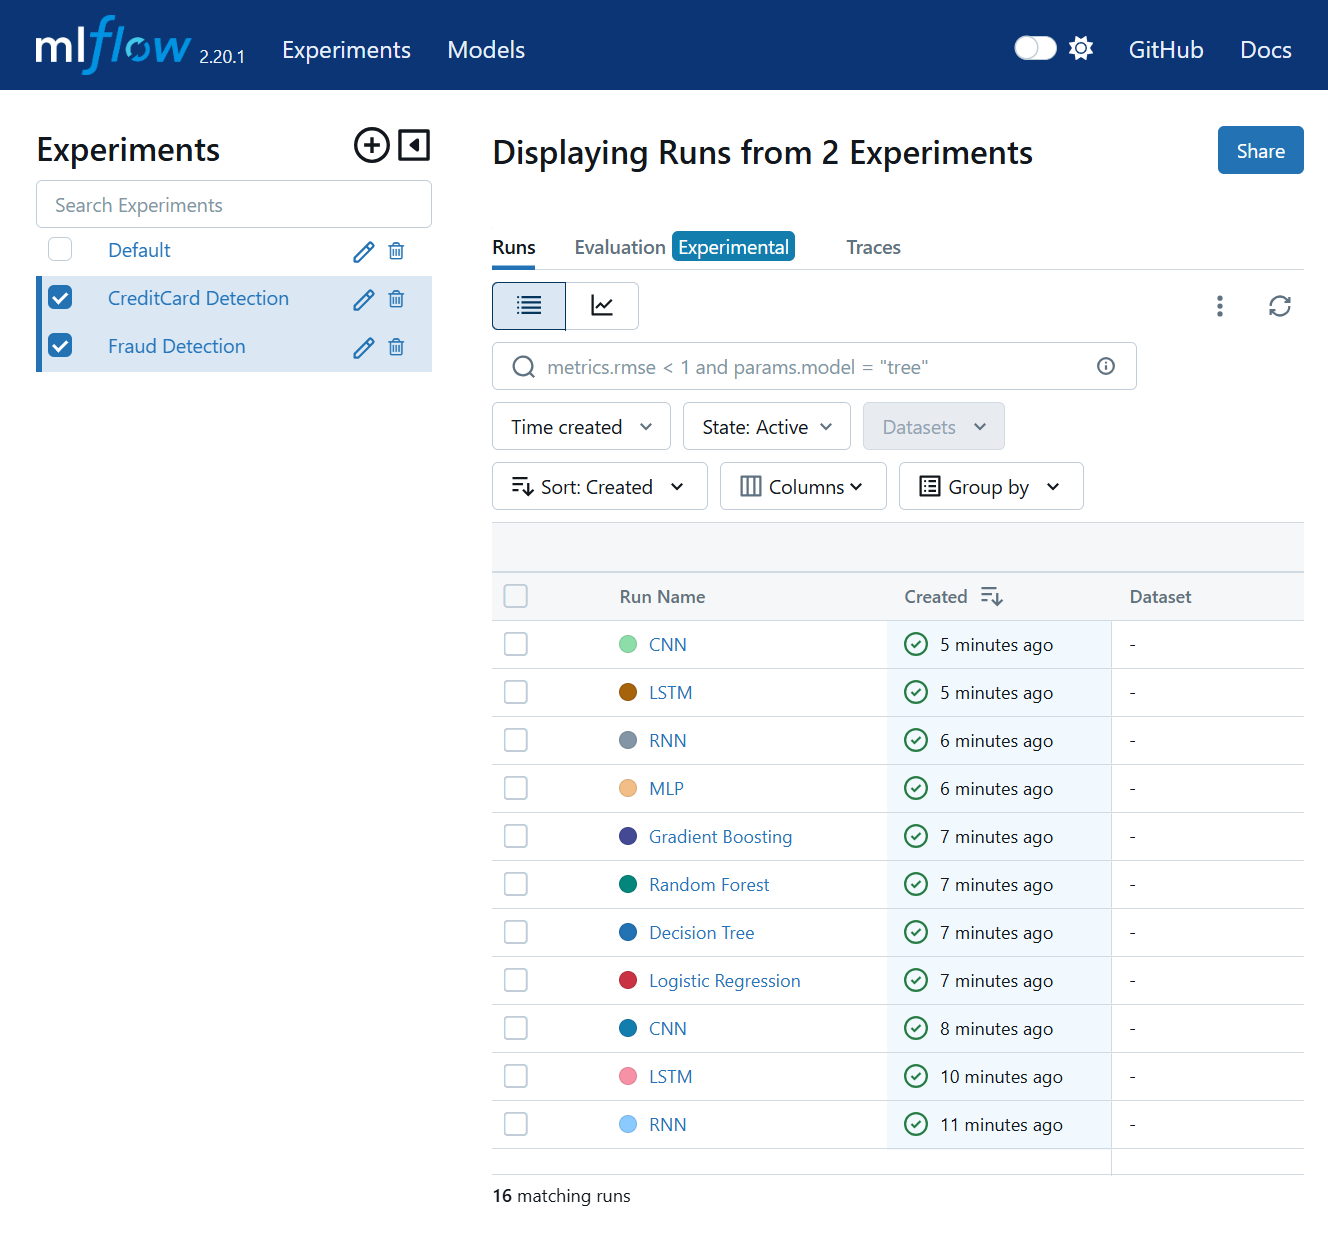 mlflow 2.20.1 Experiments Models GitHub Docs
Experiments
Search Experiments
Default
CreditCard Detection
Fraud Detection
Displaying Runs from 2 Experiments
Share
Runs Evaluation Experimental Traces
metrics.rmse < 1 and params.model = "tree"
Time created State: Active Datasets
Sort: Created Columns Group by
Run Name Created Dataset
CNN 5 minutes ago -
LSTM 5 minutes ago -
RNN 6 minutes ago -
MLP 6 minutes ago -
Gradient Boosting 7 minutes ago -
Random Forest 7 minutes ago -
Decision Tree 7 minutes ago -
Logistic Regression 7 minutes ago -
CNN 8 minutes ago -
LSTM 10 minutes ago -
RNN 11 minutes ago -
16 matching runs